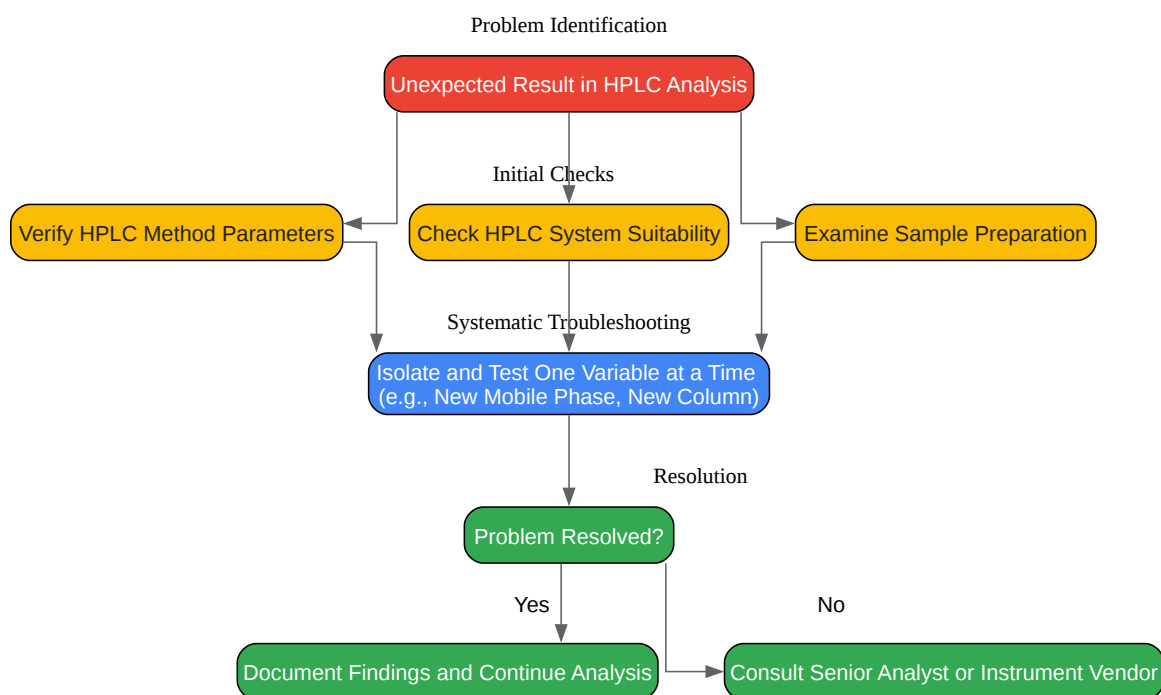 Problem Identification
Unexpected Result in HPLC Analysis
Initial Checks
Verify HPLC Method Parameters
Check HPLC System Suitability
Examine Sample Preparation
Systematic Troubleshooting
Isolate and Test One Variable at a Time
(e.g., New Mobile Phase, New Column)
Resolution
Problem Resolved?
Yes
No
Document Findings and Continue Analysis
Consult Senior Analyst or Instrument Vendor